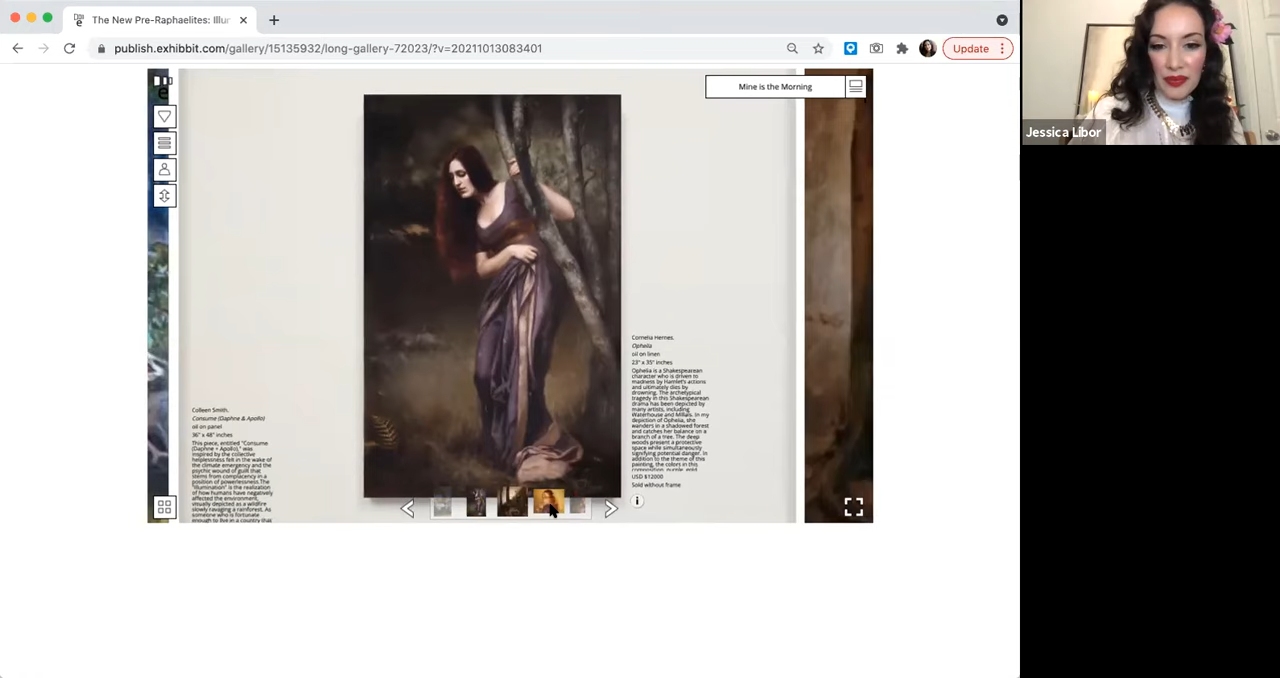 The New Pre-Raphaelites: Illu
publish.exhibbit.com/gallery/15135932/long-gallery-72023/?v=20211013083401
Update
Jessica Libor
Mine is the Morning
Cornelia Hernes.
Ophelia
oil on linen
23" x 35" inches
Ophelia is a Shakespearean
character who is driven to
madness by Hamlet's actions
and ultimately dies by
drowning. The archetypical
tragedy in this Shakespearean
drama has been depicted by
many artists, including
Waterhouse and Millais. In my
depiction of Ophelia, she
wanders in a shadowed forest
and catches her balance on a
branch of a tree. The deep
woods present a protective
space while simultaneously
signifying potential danger. In
addition to the theme of this
painting, the colors in this
USD $12000
Sold without frame
Colleen Smith.
Consume (Daphne & Apollo)
oil on panel
36" x 48" inches
This piece, entitled "Consume
(Daphne + Apollo)," was
inspired by the collective
helplessness felt in the wake of
the climate emergency and the
psychic wound of guilt that
stems from complacency in a
position of powerlessness.The
"Illumination" is the realization
of how humans have negatively
affected the environment,
visually depicted as a wildfire
slowly ravaging a rainforest. As
someone who is fortunate
enough to live in a country that